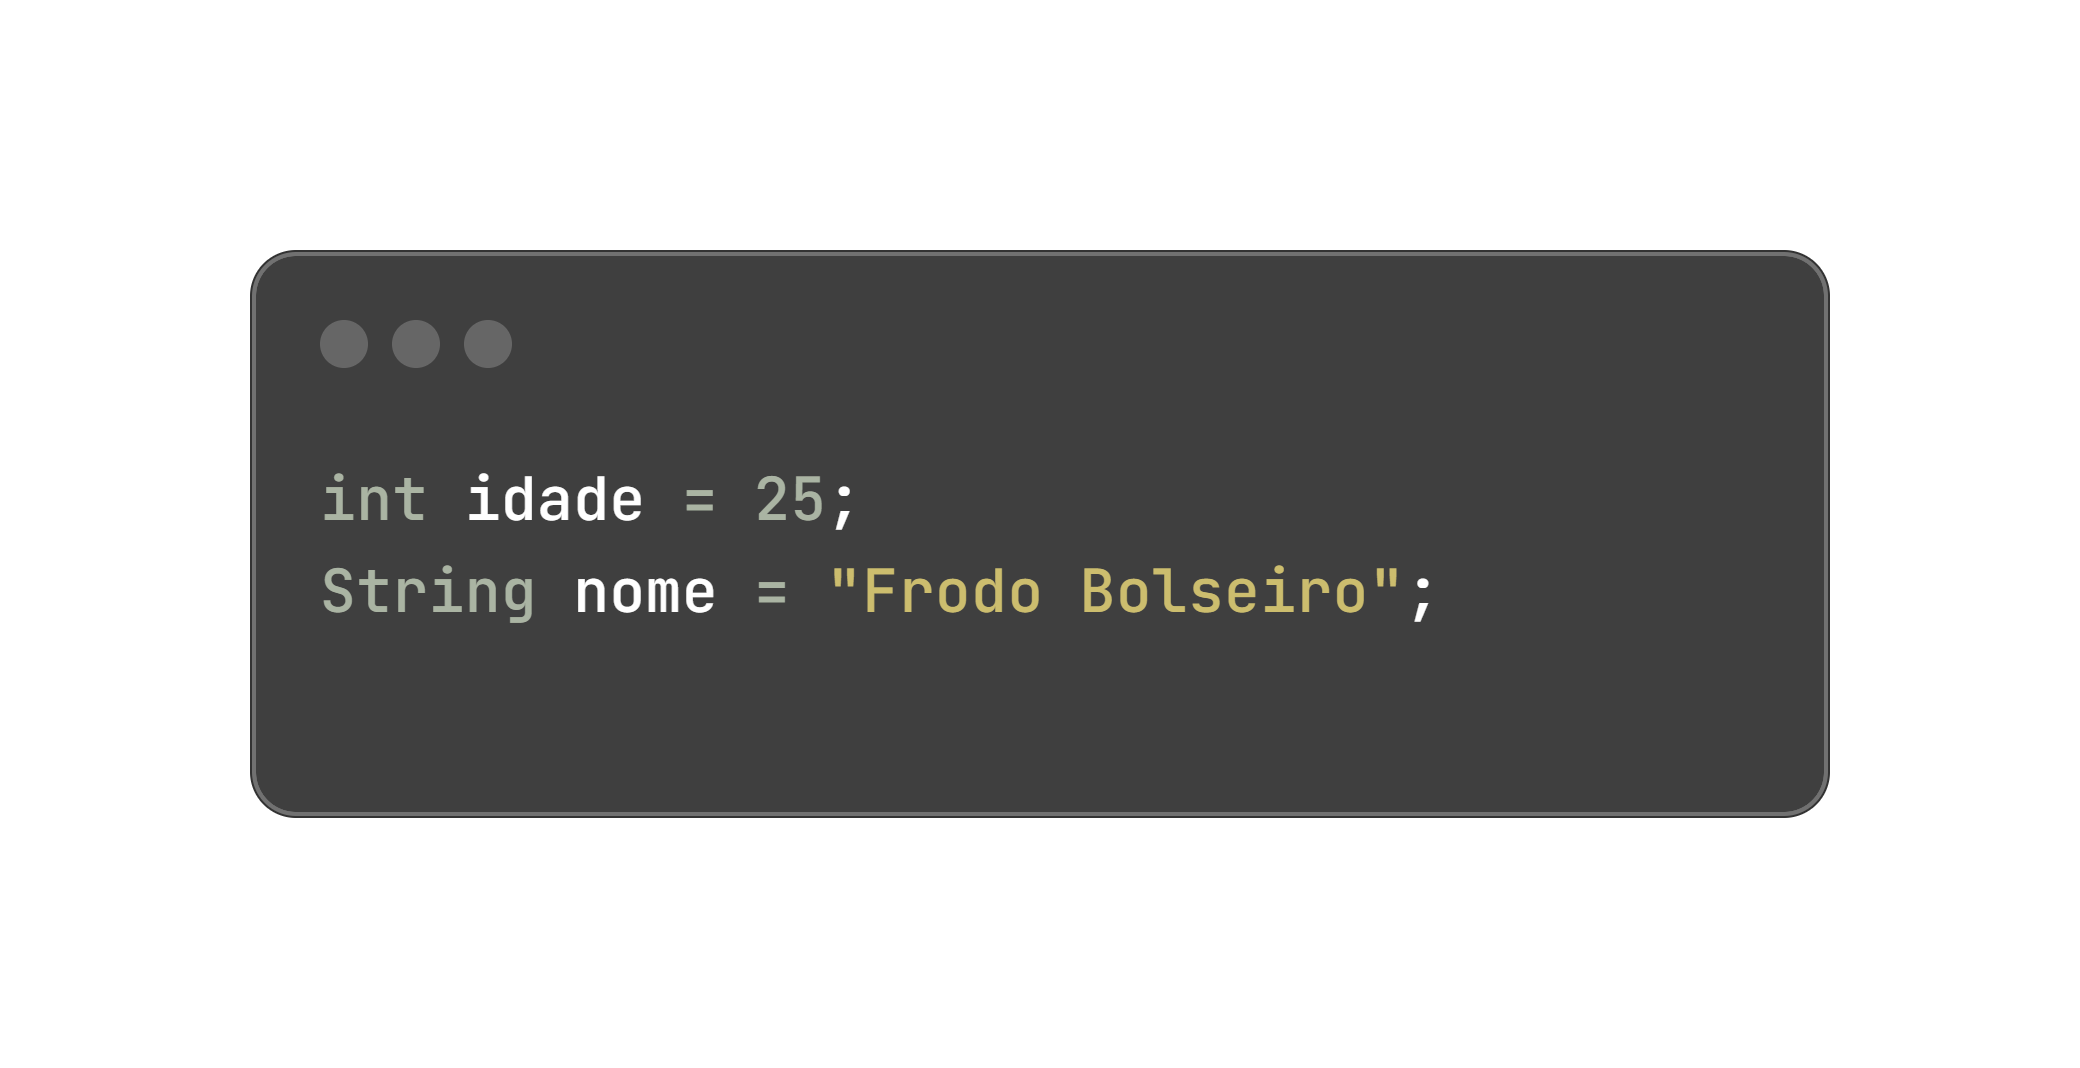 int idade = 25;
String nome = "Frodo Bolseiro";